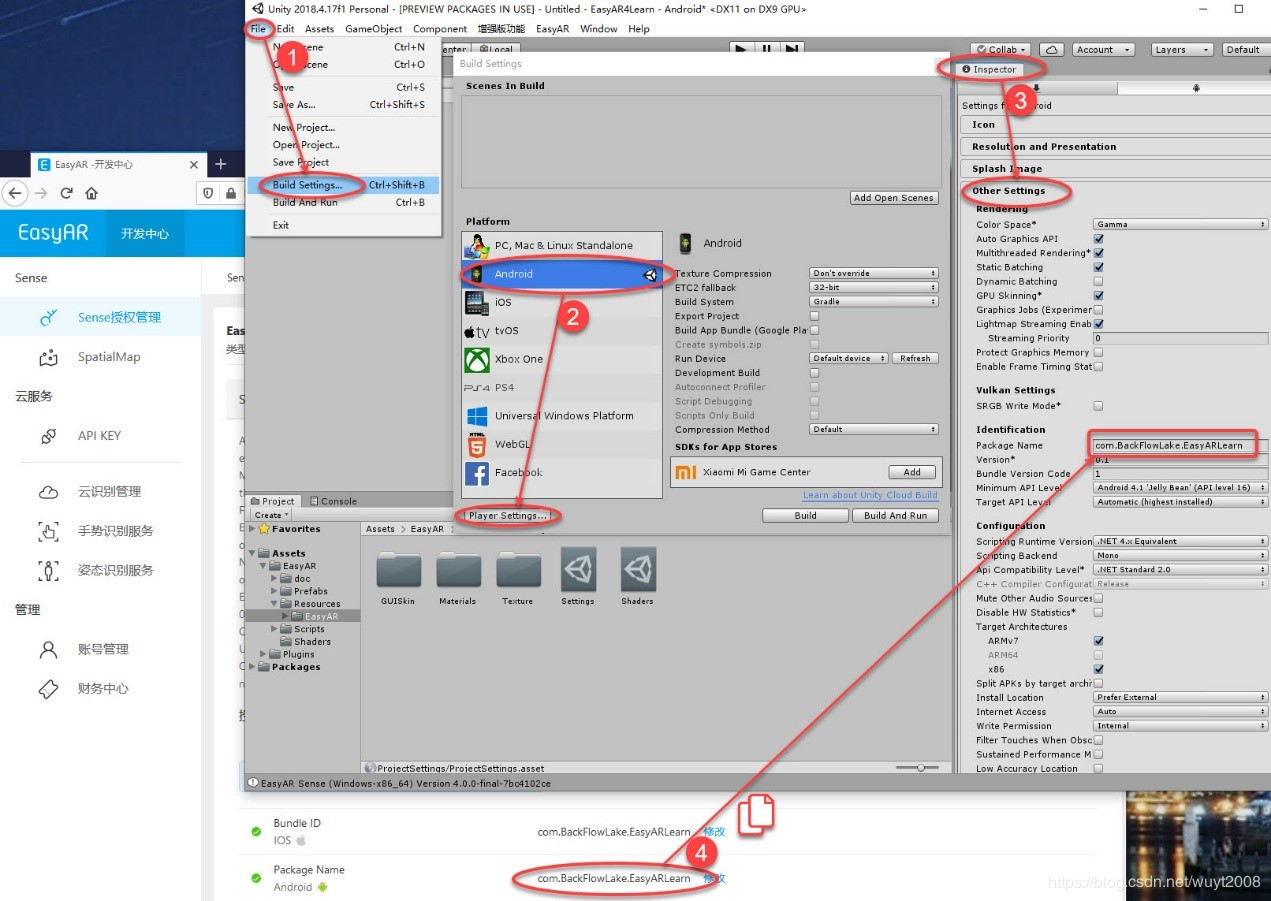 Unity 2018.4.17f1 Personal - [PREVIEW PACKAGES IN USE] - Untitled - EasyAR4Learn - Android* <DX11 on DX9 GPU>
File Edit Assets GameObject Component 增强版功能 EasyAR Window Help
Ctrl+N
Ctrl+O
Save Ctrl+S
Save As... Ctrl+Shift+S
New Project...
Open Project...
Save Project
Build Settings... Ctrl+Shift+B
Build And Run Ctrl+B
Exit
1
Local
Collab
Account
Layers
Default
Build Settings
Scenes In Build
Add Open Scenes
Platform
PC, Mac & Linux Standalone
Android
iOS
tvOS
Xbox One
PS4
Universal Windows Platform
WebGL
Facebook
2
Player Settings...
Android
Texture Compression Don't override
ETC2 fallback 32-bit
Build System Gradle
Export Project
Build App Bundle (Google Pla
Create symbols.zip
Run Device Default device Refresh
Development Build
Autoconnect Profiler
Script Debugging
Scripts Only Build
Compression Method Default
SDKs for App Stores
Xiaomi Mi Game Center Add
Learn about Unity Cloud Build
Build Build And Run
Inspector
3
Settings
Icon
Resolution and Presentation
Splash Image
Other Settings
Rendering
Color Space* Gamma
Auto Graphics API
Multithreaded Rendering*
Static Batching
Dynamic Batching
GPU Skinning*
Graphics Jobs (Experimer
Lightmap Streaming Enab
Streaming Priority 0
Protect Graphics Memory
Enable Frame Timing Stat
Vulkan Settings
SRGB Write Mode*
Identification
Package Name com.BackFlowLake.EasyARLearn
Version* 0.1
Bundle Version Code 1
Minimum API Level Android 4.1 'Jelly Bean' (API level 16)
Target API Level Automatic (highest installed)
Configuration
Scripting Runtime Version .NET 4.x Equivalent
Scripting Backend Mono
Api Compatibility Level* .NET Standard 2.0
C++ Compiler Configurat Release
Mute Other Audio Sources
Disable HW Statistics*
Target Architectures
ARMv7
ARM64
x86
Split APKs by target archi
Install Location Prefer External
Internet Access Auto
Write Permission Internal
Filter Touches When Obsc
Sustained Performance M
Low Accuracy Location
Project Console
Create
Favorites
Assets
EasyAR
doc
Prefabs
Resources
EasyAR
Scripts
Shaders
Plugins
Packages
Assets > EasyAR
GUISkin Materials Texture Settings Shaders
ProjectSettings/ProjectSettings.asset
EasyAR Sense (Windows-x86_64) Version 4.0.0-final-7bc4102ce
EasyAR -开发中心
EasyAR 开发中心
Sense
Sense授权管理
SpatialMap
云服务
API KEY
云识别管理
手势识别服务
姿态识别服务
管理
账号管理
财务中心
Sen
Eas
类型
Bundle ID
IOS
com.BackFlowLake.EasyARLearn 修改
4
Package Name
Android
com.BackFlowLake.EasyARLearn 修改
https://blog.csdn.net/wuyt2008